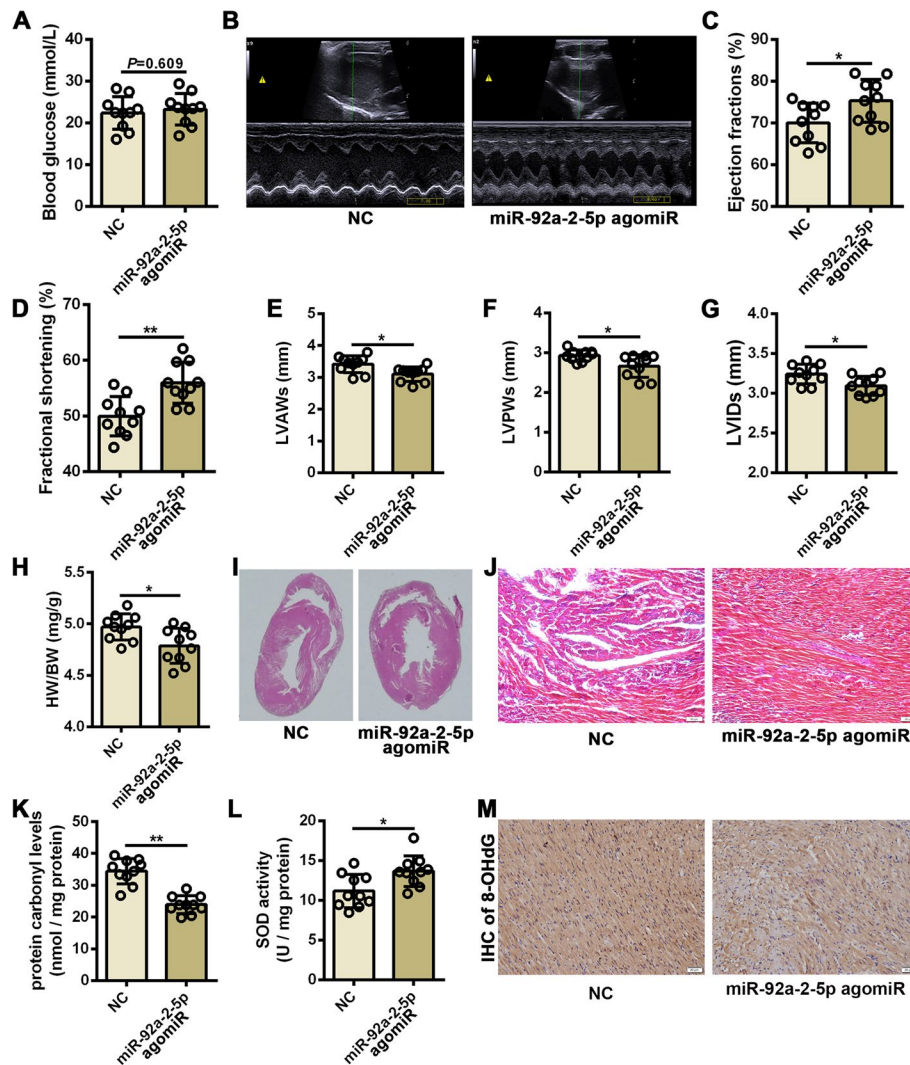 A
Blood glucose (mmol/L)
40
30
20
10
0
P=0.609
NC
miR-92a-2-5p
agomiR
B
NC
miR-92a-2-5p agomiR
C
Ejection fractions (%)
90
80
70
60
50
*
NC
miR-92a-2-5p
agomiR
D
Fractional shortening (%)
70
60
50
40
**
NC
miR-92a-2-5p
agomiR
E
LVAWs (mm)
5
4
3
2
1
0
*
NC
miR-92a-2-5p
agomiR
F
LVPWs (mm)
4
3
2
1
0
*
NC
miR-92a-2-5p
agomiR
G
LVIDs (mm)
4.0
3.5
3.0
2.5
2.0
*
NC
miR-92a-2-5p
agomiR
H
HW/BW (mg/g)
5.5
5.0
4.5
4.0
*
NC
miR-92a-2-5p
agomiR
I
NC
miR-92a-2-5p
agomiR
J
NC
miR-92a-2-5p agomiR
K
protein carbonyl levels
(nmol / mg protein)
50
40
30
20
10
0
**
NC
miR-92a-2-5p
agomiR
L
SOD activity
(U / mg protein)
20
15
10
5
0
*
NC
miR-92a-2-5p
agomiR
M
IHC of 8-OHdG
NC
miR-92a-2-5p agomiR